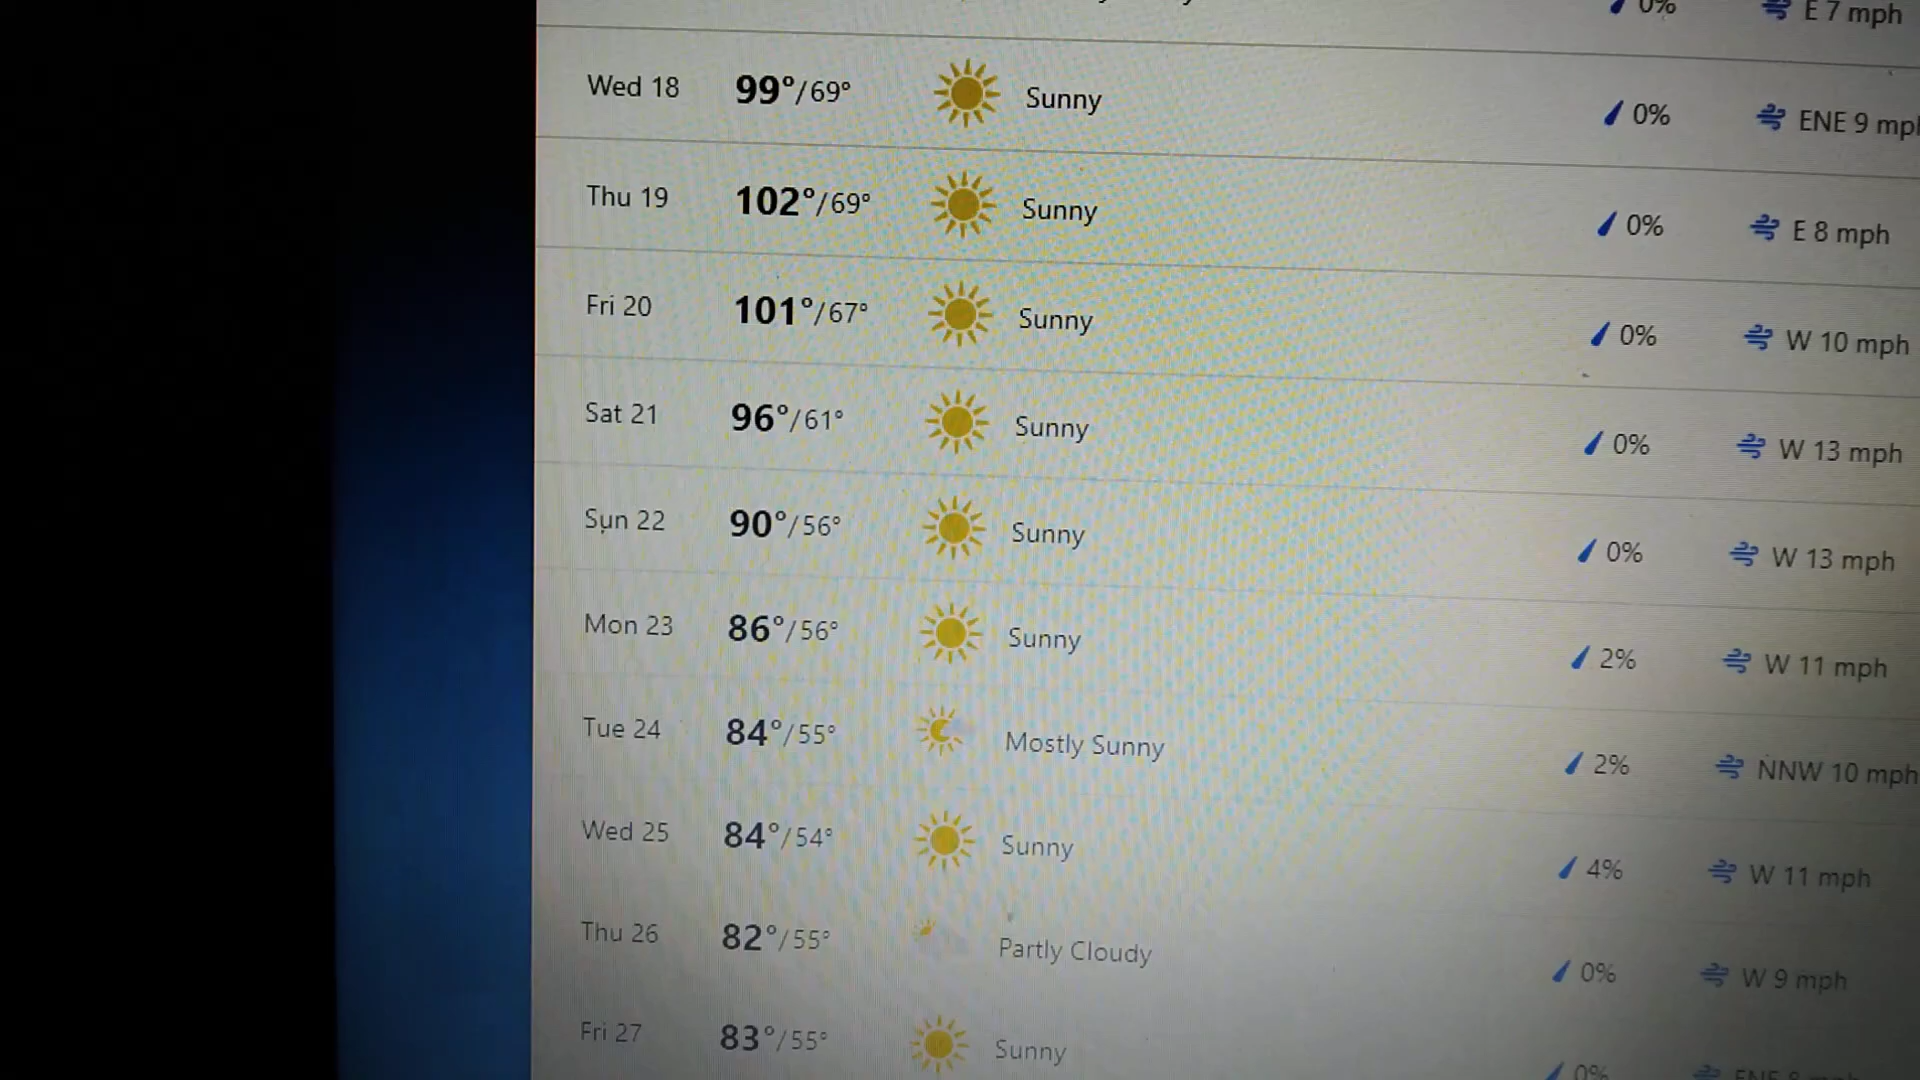 0% E 7 mph
Wed 18 99°/69° Sunny 0% ENE 9 mph
Thu 19 102°/69° Sunny 0% E 8 mph
Fri 20 101°/67° Sunny 0% W 10 mph
Sat 21 96°/61° Sunny 0% W 13 mph
Sun 22 90°/56° Sunny 0% W 13 mph
Mon 23 86°/56° Sunny 2% W 11 mph
Tue 24 84°/55° Mostly Sunny 2% NNW 10 mph
Wed 25 84°/54° Sunny 4% W 11 mph
Thu 26 82°/55° Partly Cloudy 0% W 9 mph
Fri 27 83°/55° Sunny 0%